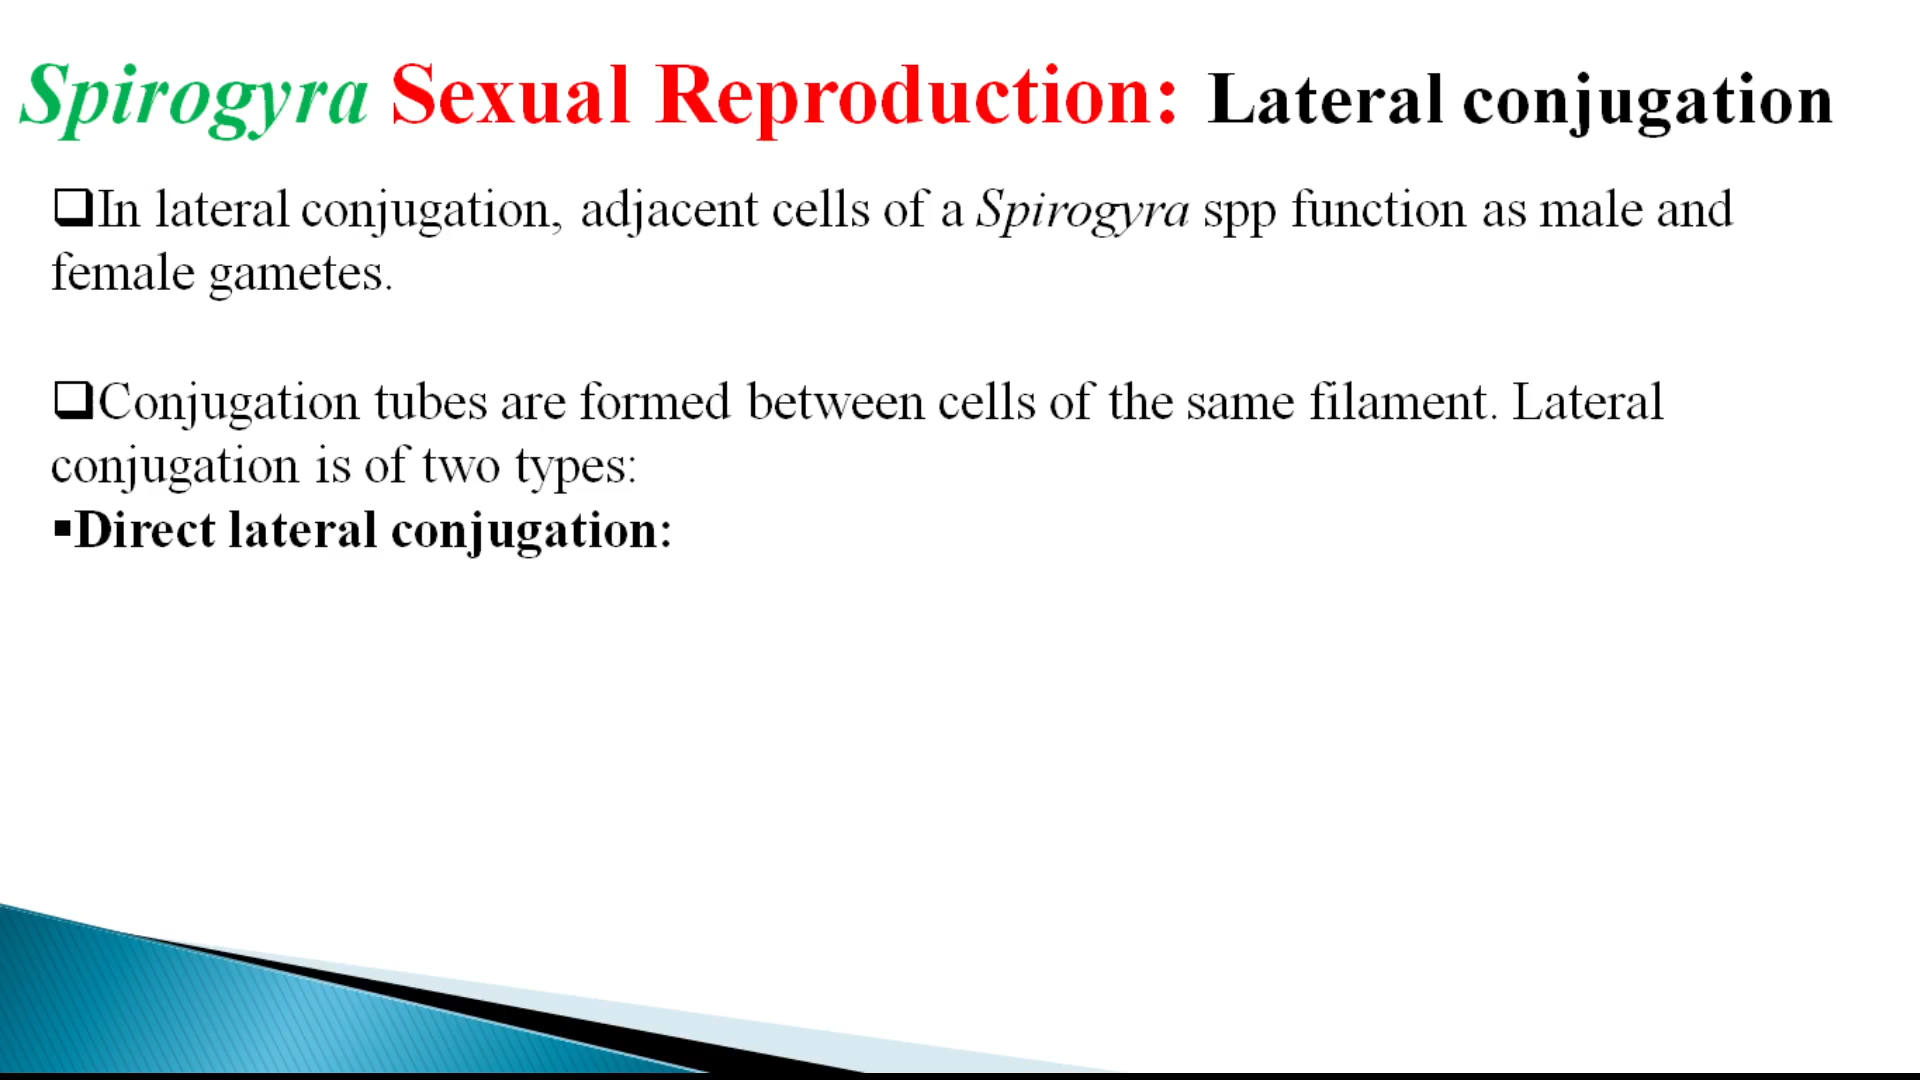 Spirogyra Sexual Reproduction: Lateral conjugation
❑In lateral conjugation, adjacent cells of a Spirogyra spp function as male and
female gametes.
❑Conjugation tubes are formed between cells of the same filament. Lateral
conjugation is of two types:
▪Direct lateral conjugation: